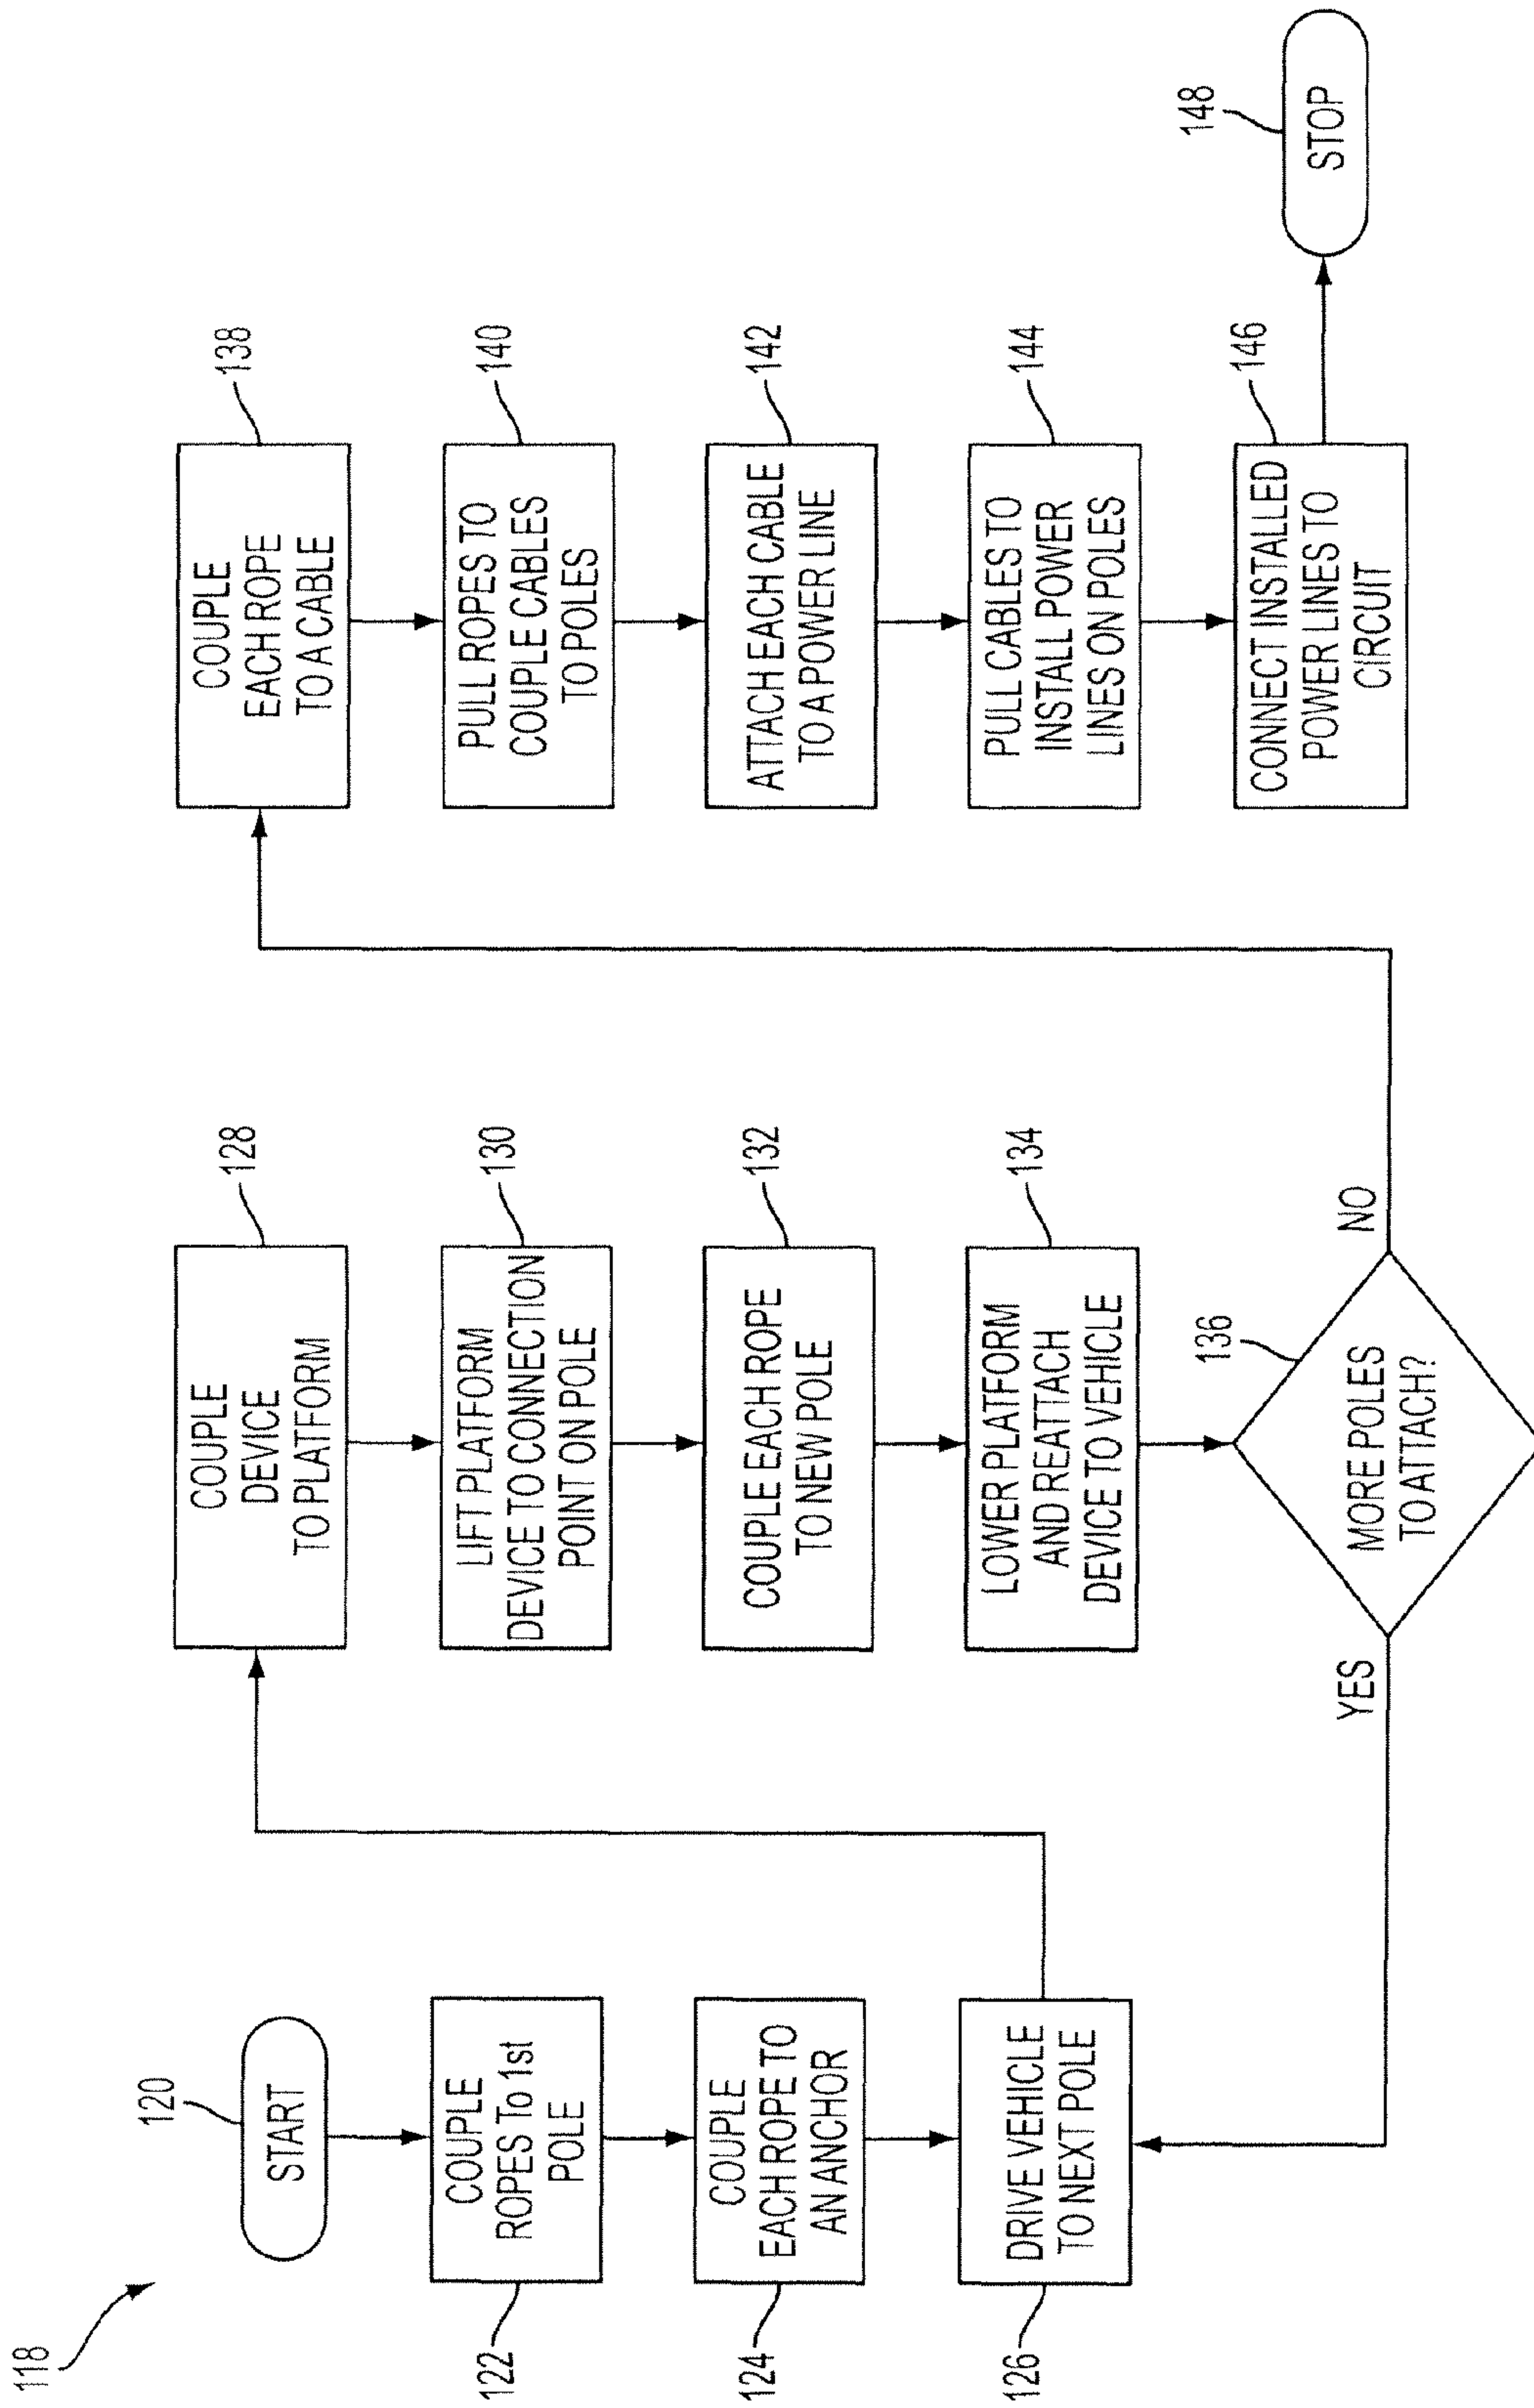 118
120
START
COUPLE
ROPES To 1st
POLE
122
COUPLE
EACH ROPE TO
AN ANCHOR
124
DRIVE VEHICLE
TO NEXT POLE
126
128
COUPLE
DEVICE
TO PLATFORM
130
LIFT PLATFORM
DEVICE TO CONNECTION
POINT ON POLE
132
COUPLE EACH ROPE
TO NEW POLE
134
LOWER PLATFORM
AND REATTACH
DEVICE TO VEHICLE
136
MORE POLES
TO ATTACH?
YES
NO
138
COUPLE
EACH ROPE
TO A CABLE
140
PULL ROPES TO
COUPLE CABLES
TO POLES
142
ATTACH EACH CABLE
TO A POWER LINE
144
PULL CABLES TO
INSTALL POWER
LINES ON POLES
146
CONNECT INSTALLED
POWER LINES TO
CIRCUIT
148
STOP